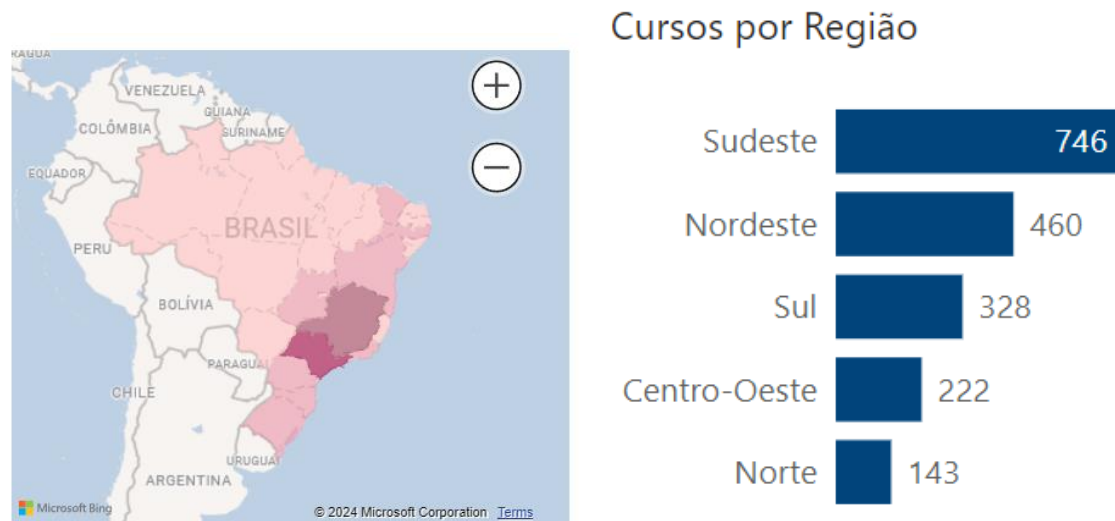 Cursos por Região
RAGUA
VENEZUELA
GUIANA
SURINAME
COLÔMBIA
EQUADOR
BRASIL
PERU
BOLÍVIA
PARAGUAI
CHILE
URUGUAI
ARGENTINA
Microsoft Bing
© 2024 Microsoft Corporation Terms
Sudeste 746
Nordeste 460
Sul 328
Centro-Oeste 222
Norte 143